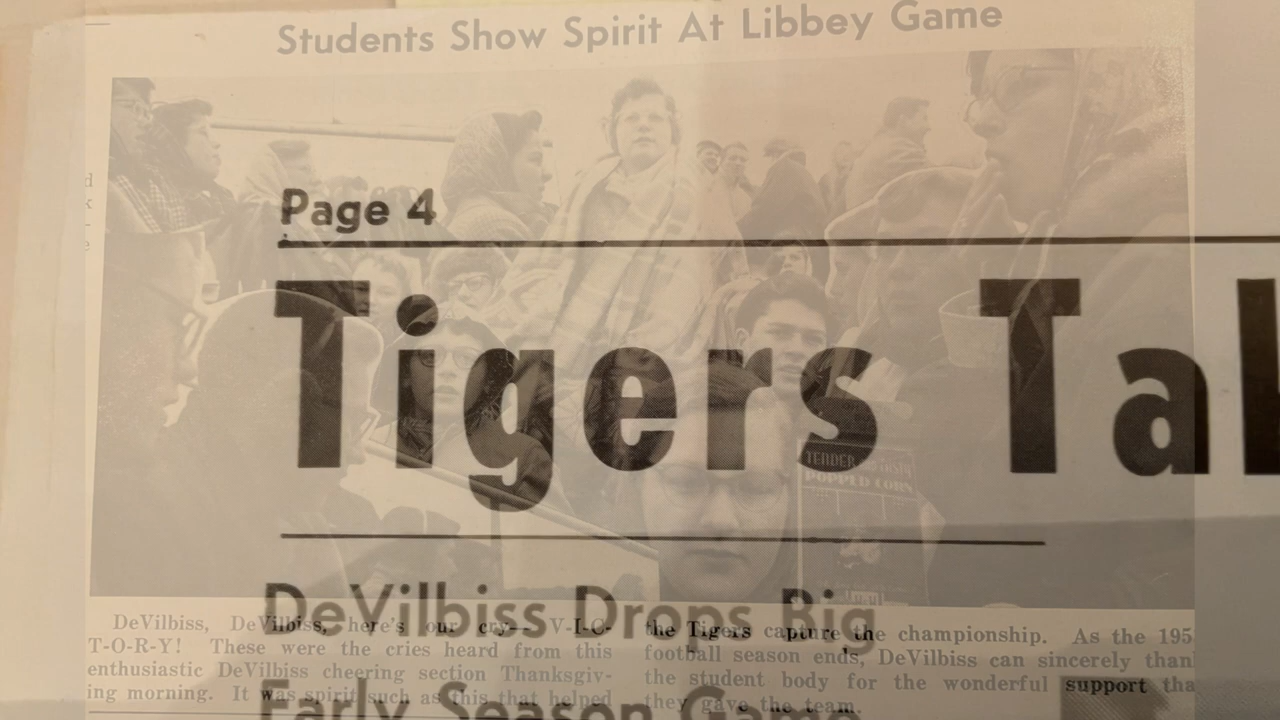 Students Show Spirit At Libbey Game
Page 4
Tigers
TENDER and tasty
POPPED CORN
DeVilbiss Drops Big
Early Season Game
DeVilbiss, DeVilbiss, here's our cry— V-I-C-
T-O-R-Y! These were the cries heard from this
enthusiastic DeVilbiss cheering section Thanksgiv-
ing morning. It was spirit such as this that helped
the Tigers capture the championship. As the 195
football season ends, DeVilbiss can sincerely than
the student body for the wonderful support tha
they gave the team.